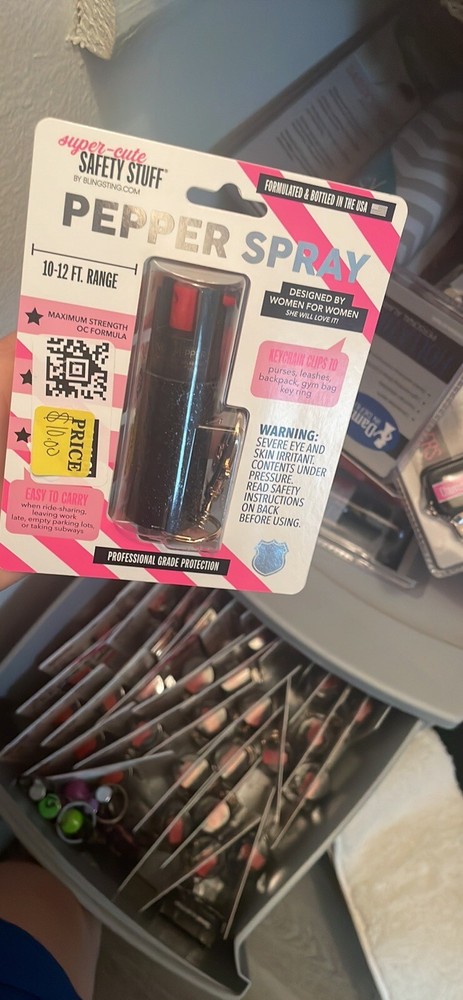 super-cute
SAFETY STUFF
BY BLINGSTING.COM
FORMULATED & BOTTLED IN THE USA
PEPPER SPRAY
10-12 FT. RANGE
DESIGNED BY
WOMEN FOR WOMEN
SHE WILL LOVE IT!
MAXIMUM STRENGTH
OC FORMULA
KEYCHAIN CLIPS TO
purses, leashes,
backpack, gym bag
key ring
PRICE
$10.00
WARNING:
SEVERE EYE AND
SKIN IRRITANT.
CONTENTS UNDER
PRESSURE.
READ SAFETY
INSTRUCTIONS
ON BACK
BEFORE USING.
EASY TO CARRY
when ride-sharing,
leaving work
late, empty parking lots,
or taking subways
PROFESSIONAL GRADE PROTECTION